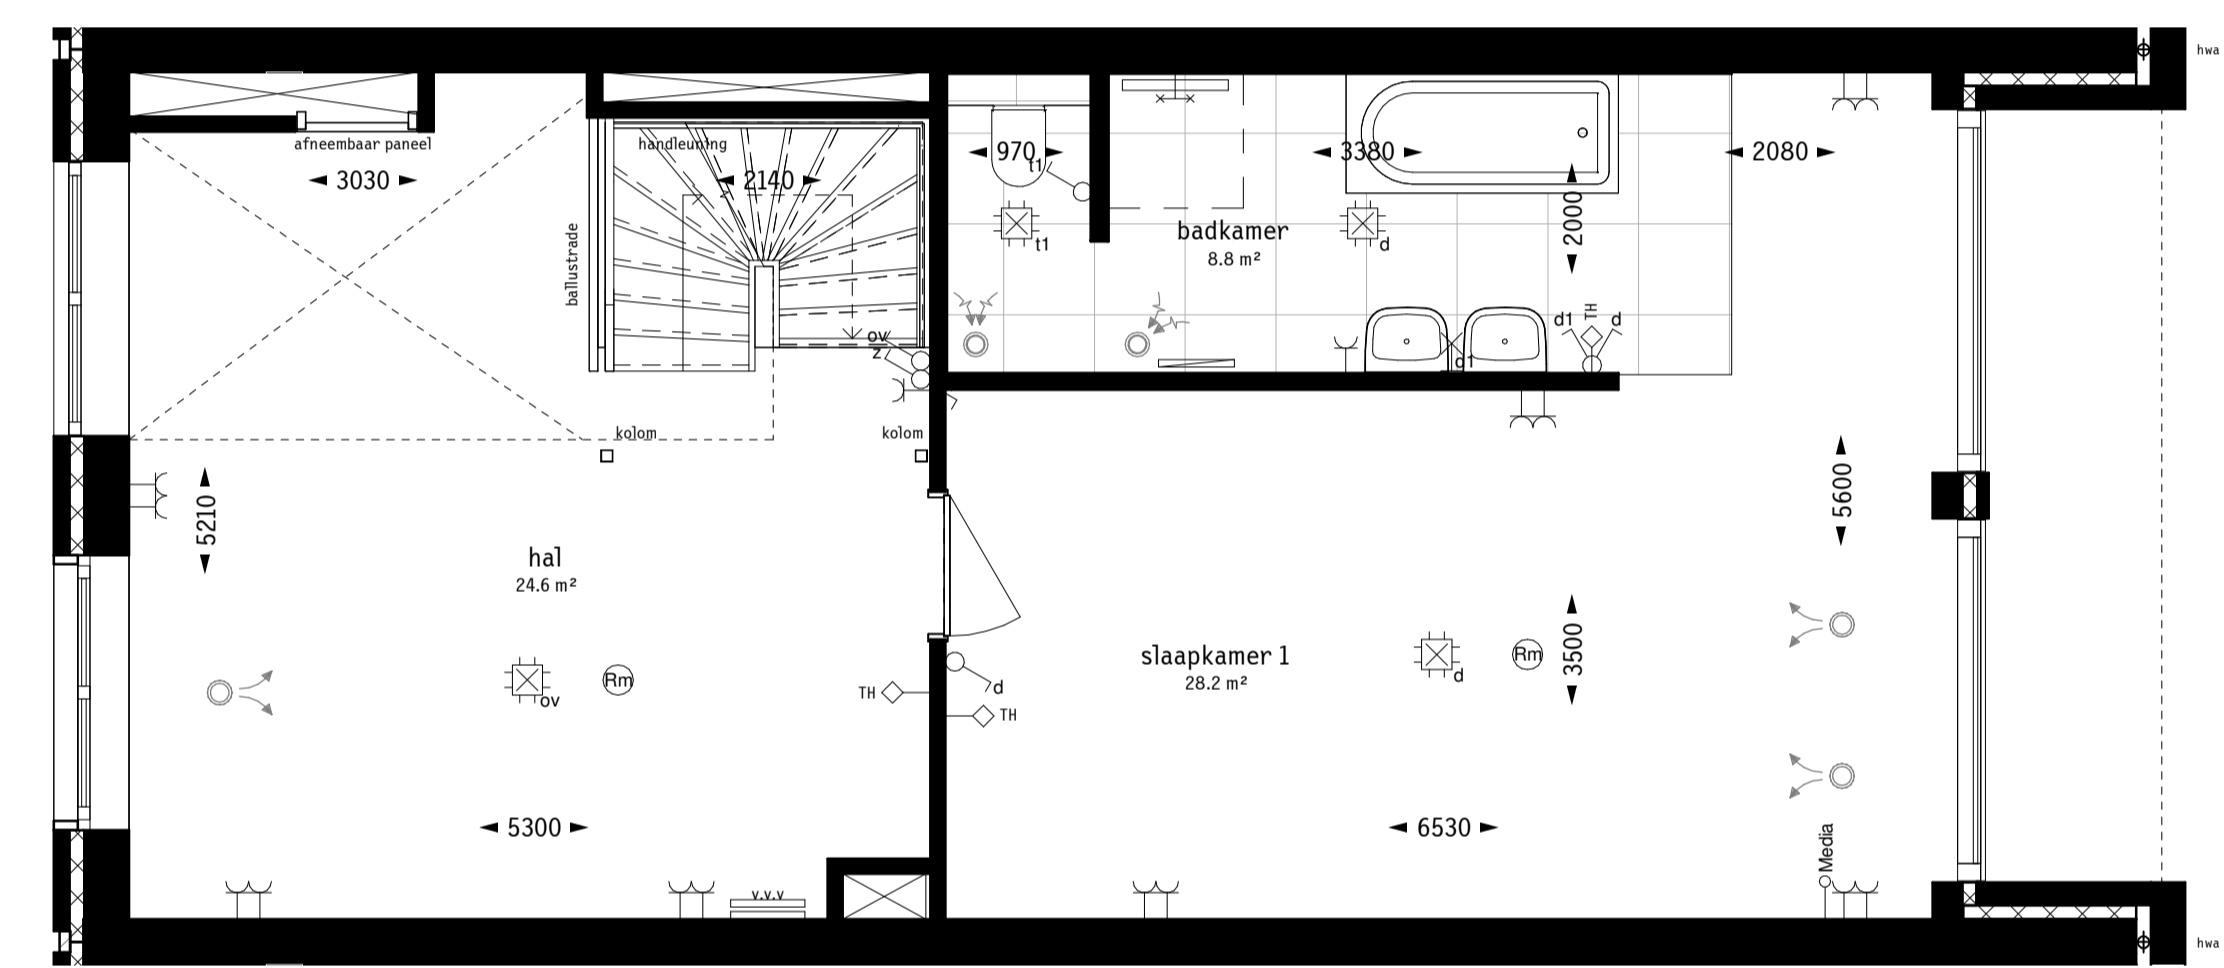 hwa
afneembaar paneel
3030
handleuning
2140
ballustrade
970
t1
t1
3380
2080
2000
badkamer
8.8 m²
d
d1
TH
d
d1
ov
z
kolom
kolom
5210
5600
hal
24.6 m²
slaapkamer 1
28.2 m²
3500
ov
Rm
TH
d
TH
d
Rm
5300
6530
Media
v.v.v
hwa